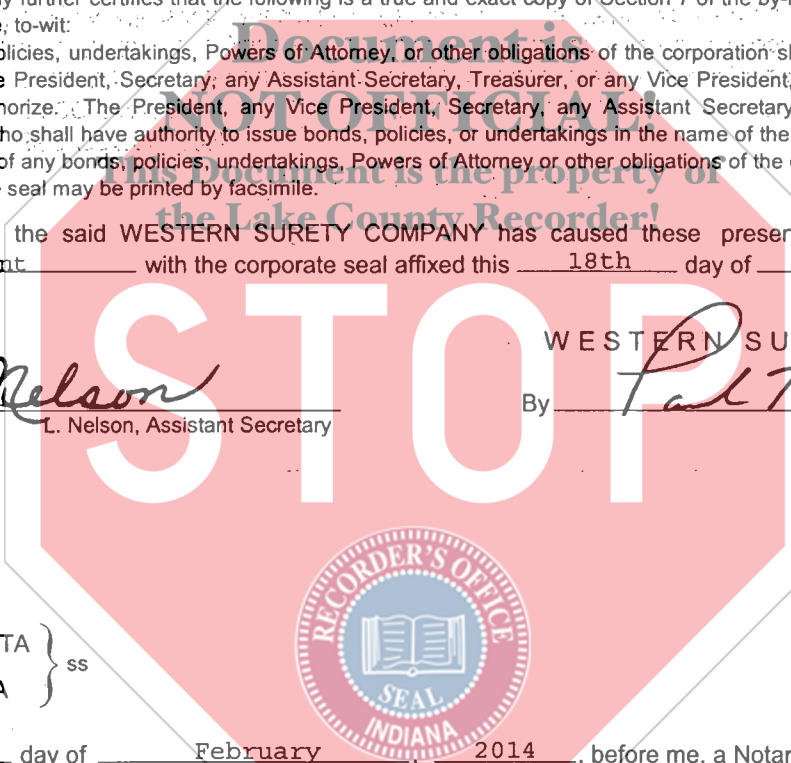 further certifies that the following is a true and exact copy of Section 7 of the by-
to-wit:
policies, undertakings, Powers of Attorney, or other obligations of the corporation
President, Secretary, any Assistant Secretary, Treasurer, or any Vice President,
The President, any Vice President, Secretary, any Assistant Secretary
who shall have authority to issue bonds, policies, or undertakings in the name of the
of any bonds, policies, undertakings, Powers of Attorney or other obligations of the
seal may be printed by facsimile.
Document is
NOT OFFICIAL!
This Document is the property of
the Lake County Recorder!
the said WESTERN SURETY COMPANY has caused these
with the corporate seal affixed this 18th day of
STOP
WESTERN SU
Nelson
By Paul T
L. Nelson, Assistant Secretary
RECORDER'S OFFICE
SEAL
INDIANA
TA
ss
A
day of February, 2014, before me, a Notar